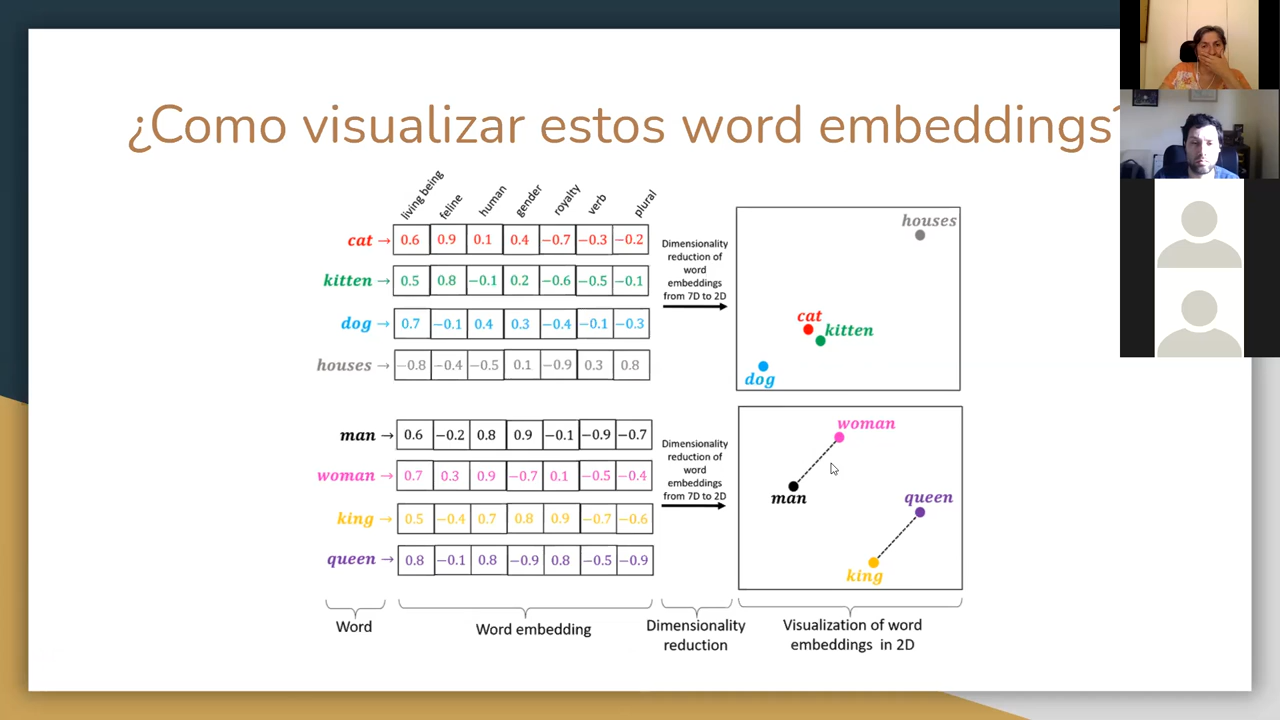 ¿Como visualizar estos word embeddings?
living being feline human gender royalty verb plural
cat → 0.6 0.9 0.1 0.4 −0.7 −0.3 −0.2
kitten → 0.5 0.8 −0.1 0.2 −0.6 −0.5 −0.1
dog → 0.7 −0.1 0.4 0.3 −0.4 −0.1 −0.3
houses → −0.8 −0.4 −0.5 0.1 −0.9 0.3 0.8
Dimensionality
reduction of
word
embeddings
from 7D to 2D
houses
cat
kitten
dog
man → 0.6 −0.2 0.8 0.9 −0.1 −0.9 −0.7
woman → 0.7 0.3 0.9 −0.7 0.1 −0.5 −0.4
king → 0.5 −0.4 0.7 0.8 0.9 −0.7 −0.6
queen → 0.8 −0.1 0.8 −0.9 0.8 −0.5 −0.9
Dimensionality
reduction of
word
embeddings
from 7D to 2D
woman
man
queen
king
Word
Word embedding
Dimensionality
reduction
Visualization of word
embeddings in 2D